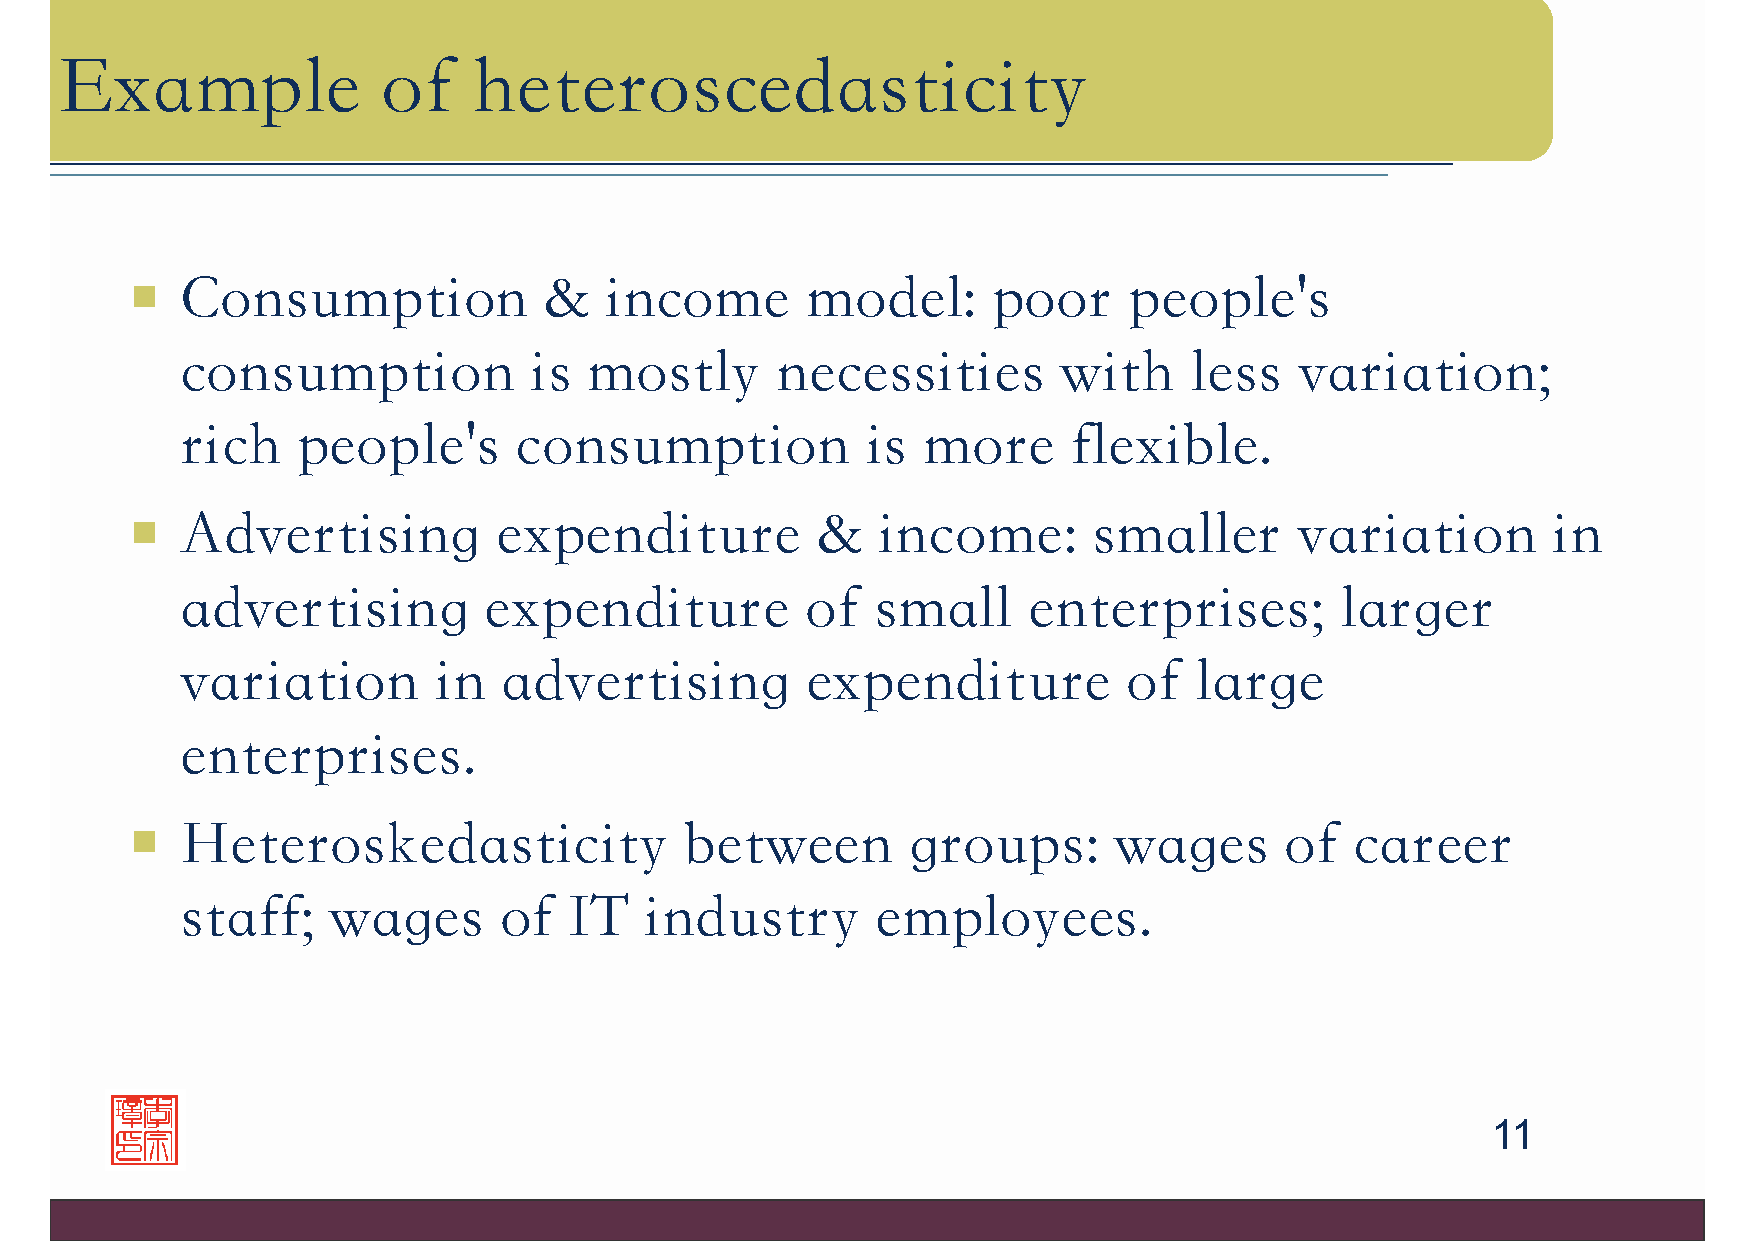 Example of heteroscedasticity
Consumption & income model: poor people's
consumption is mostly necessities with less variation;
rich people's consumption is more flexible.
Advertising expenditure & income: smaller variation in
advertising expenditure of small enterprises; larger
variation in advertising expenditure of large
enterprises.
Heteroskedasticity between groups: wages of career
staff; wages of IT industry employees.
11